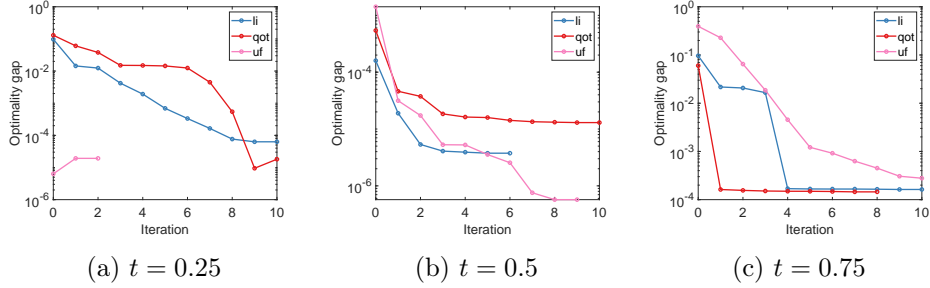 10^0
10^-2
10^-4
10^-6
Optimality gap
0 2 4 6 8 10
Iteration
li
qot
uf
(a) t = 0.25
10^-4
10^-6
Optimality gap
0 2 4 6 8 10
Iteration
li
qot
uf
(b) t = 0.5
10^0
10^-1
10^-2
10^-3
10^-4
Optimality gap
0 2 4 6 8 10
Iteration
li
qot
uf
(c) t = 0.75